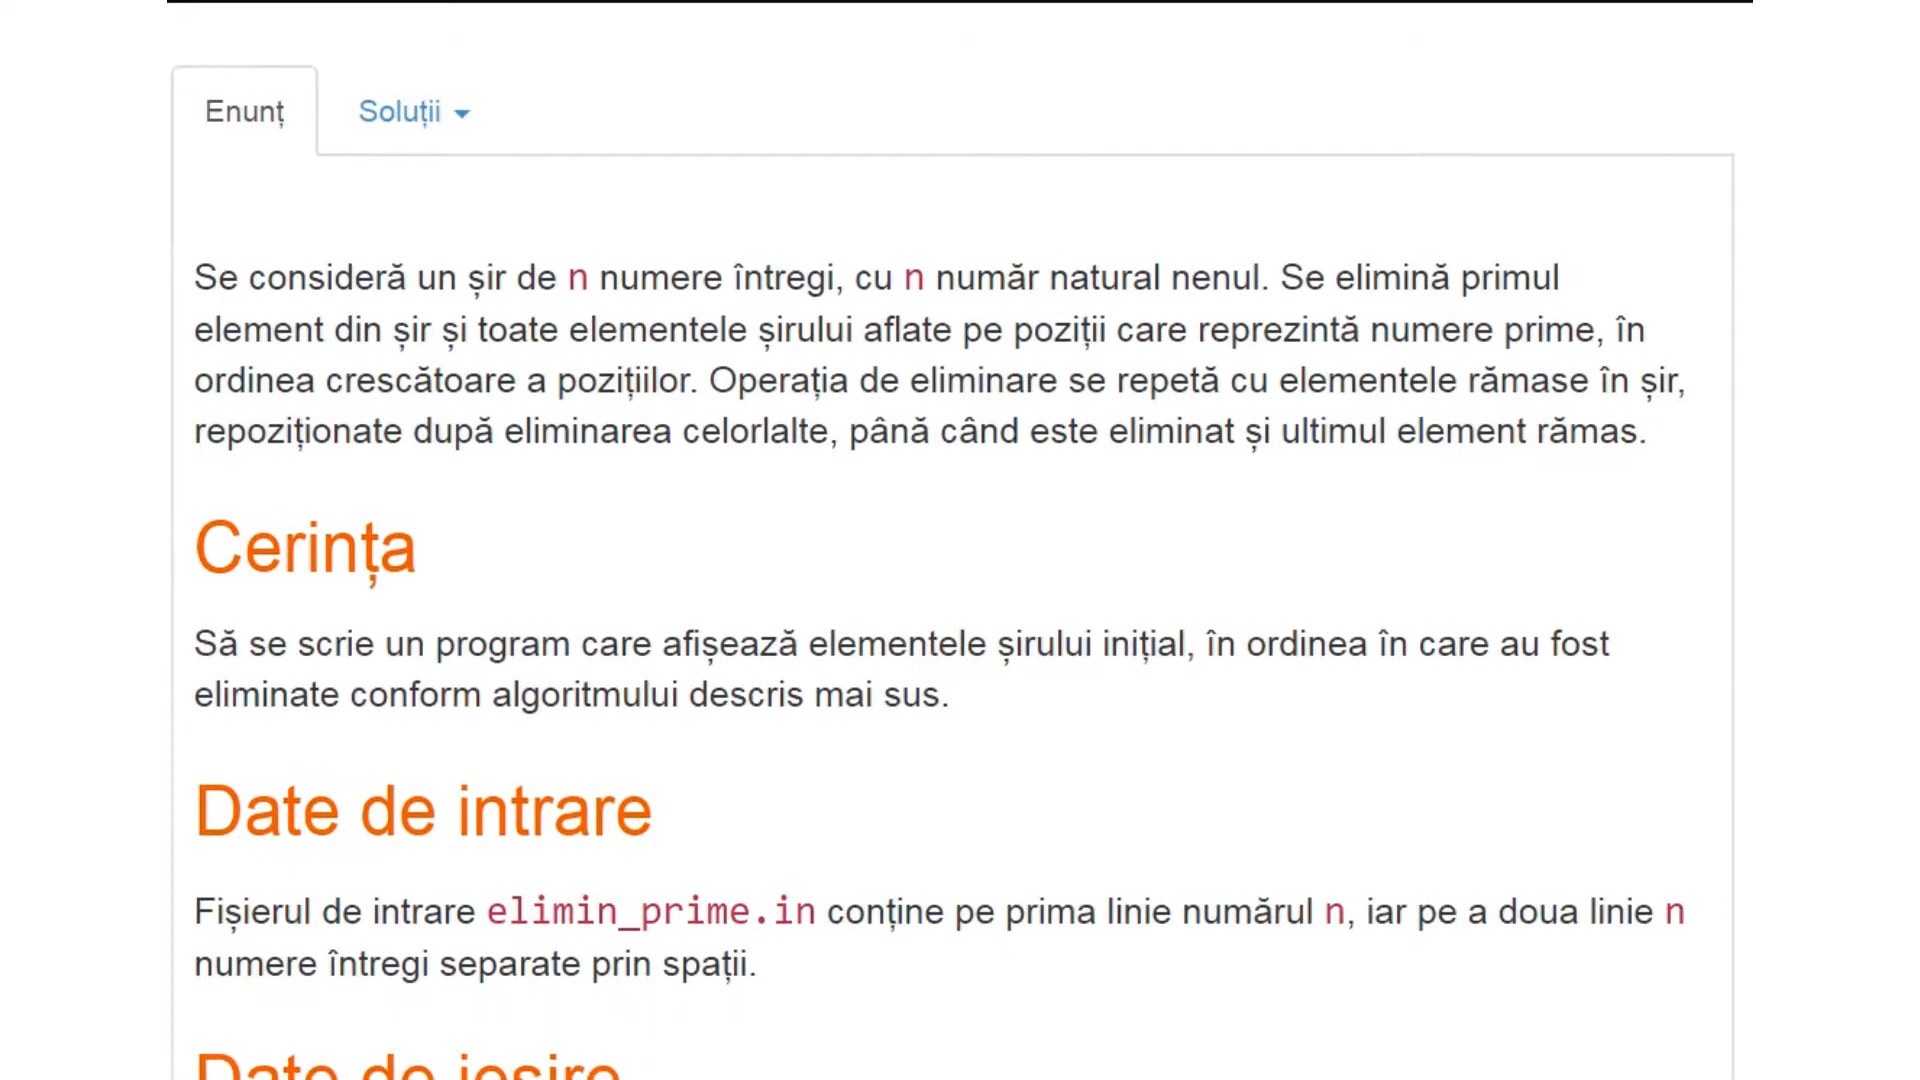 Enunț Soluții
Se consideră un șir de n numere întregi, cu n număr natural nenul. Se elimină primul
element din șir și toate elementele șirului aflate pe poziții care reprezintă numere prime, în
ordinea crescătoare a pozițiilor. Operația de eliminare se repetă cu elementele rămase în șir,
repoziționate după eliminarea celorlalte, până când este eliminat și ultimul element rămas.
Cerința
Să se scrie un program care afișează elementele șirului inițial, în ordinea în care au fost
eliminate conform algoritmului descris mai sus.
Date de intrare
Fișierul de intrare elimin_prime.in conține pe prima linie numărul n, iar pe a doua linie n
numere întregi separate prin spații.
Date de ieșire